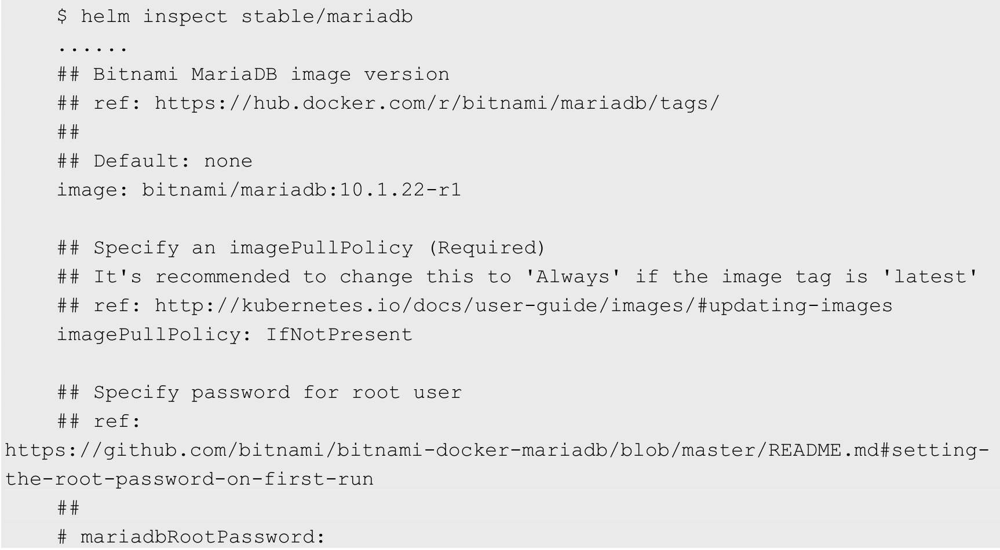 $ helm inspect stable/mariadb
......
## Bitnami MariaDB image version
## ref: https://hub.docker.com/r/bitnami/mariadb/tags/
##
## Default: none
image: bitnami/mariadb:10.1.22-r1
## Specify an imagePullPolicy (Required)
## It's recommended to change this to 'Always' if the image tag is 'latest'
## ref: http://kubernetes.io/docs/user-guide/images/#updating-images
imagePullPolicy: IfNotPresent
## Specify password for root user
## ref:
https://github.com/bitnami/bitnami-docker-mariadb/blob/master/README.md#setting-
the-root-password-on-first-run
##
# mariadbRootPassword: